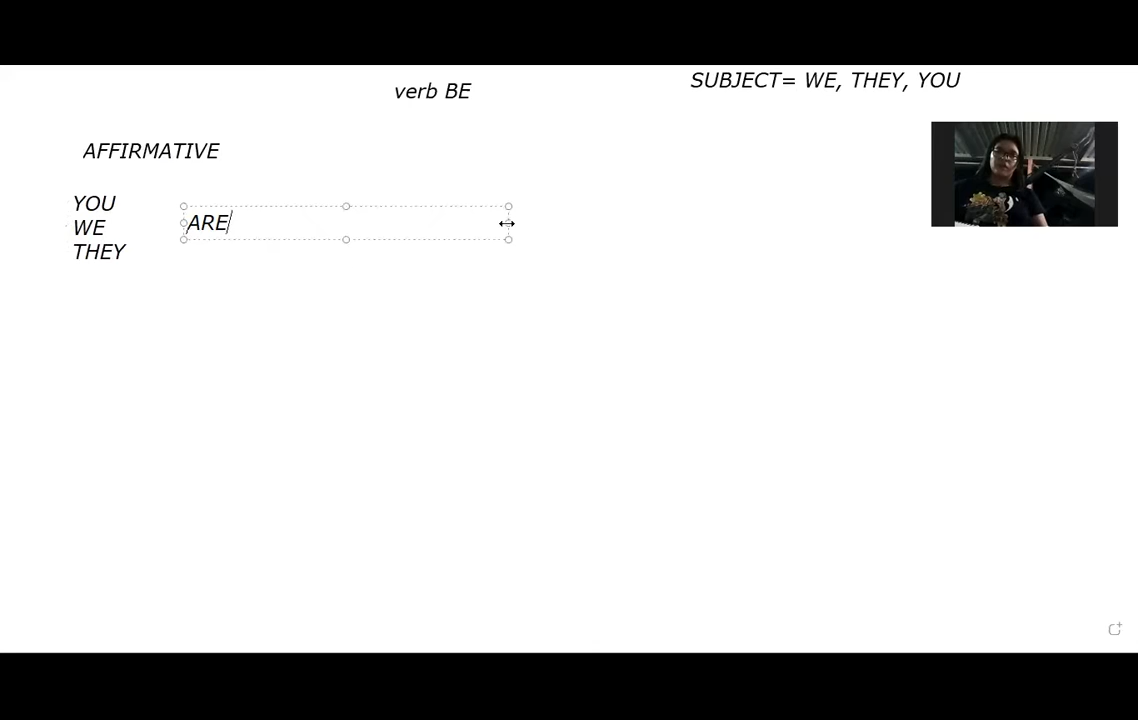 verb BE
SUBJECT= WE, THEY, YOU
AFFIRMATIVE
YOU
WE
THEY
ARE